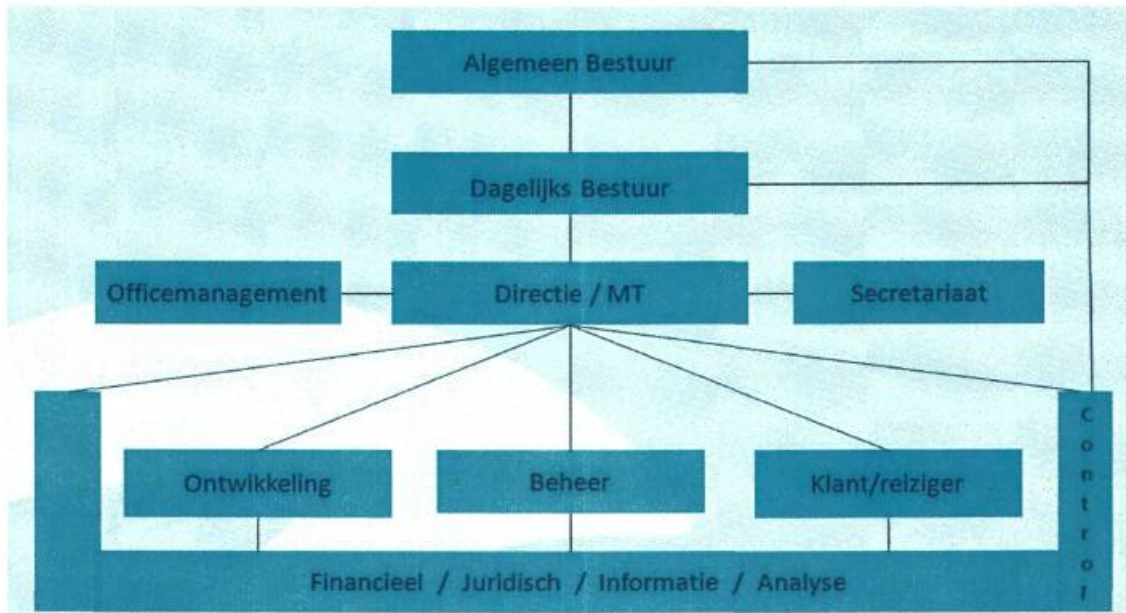 Algemeen Bestuur
Dagelijks Bestuur
Officemanagement
Directie / MT
Secretariaat
Ontwikkeling
Beheer
Klant/reiziger
Control
Financieel / Juridisch / Informatie / Analyse